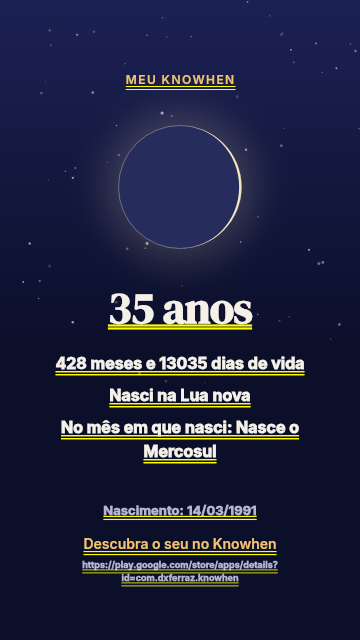 MEU KNOWHEN
35 anos
428 meses e 13035 dias de vida
Nasci na Lua nova
No mês em que nasci: Nasce o
Mercosul
Nascimento: 14/03/1991
Descubra o seu no Knowhen
https://play.google.com/store/apps/details?
id=com.dxferraz.knowhen